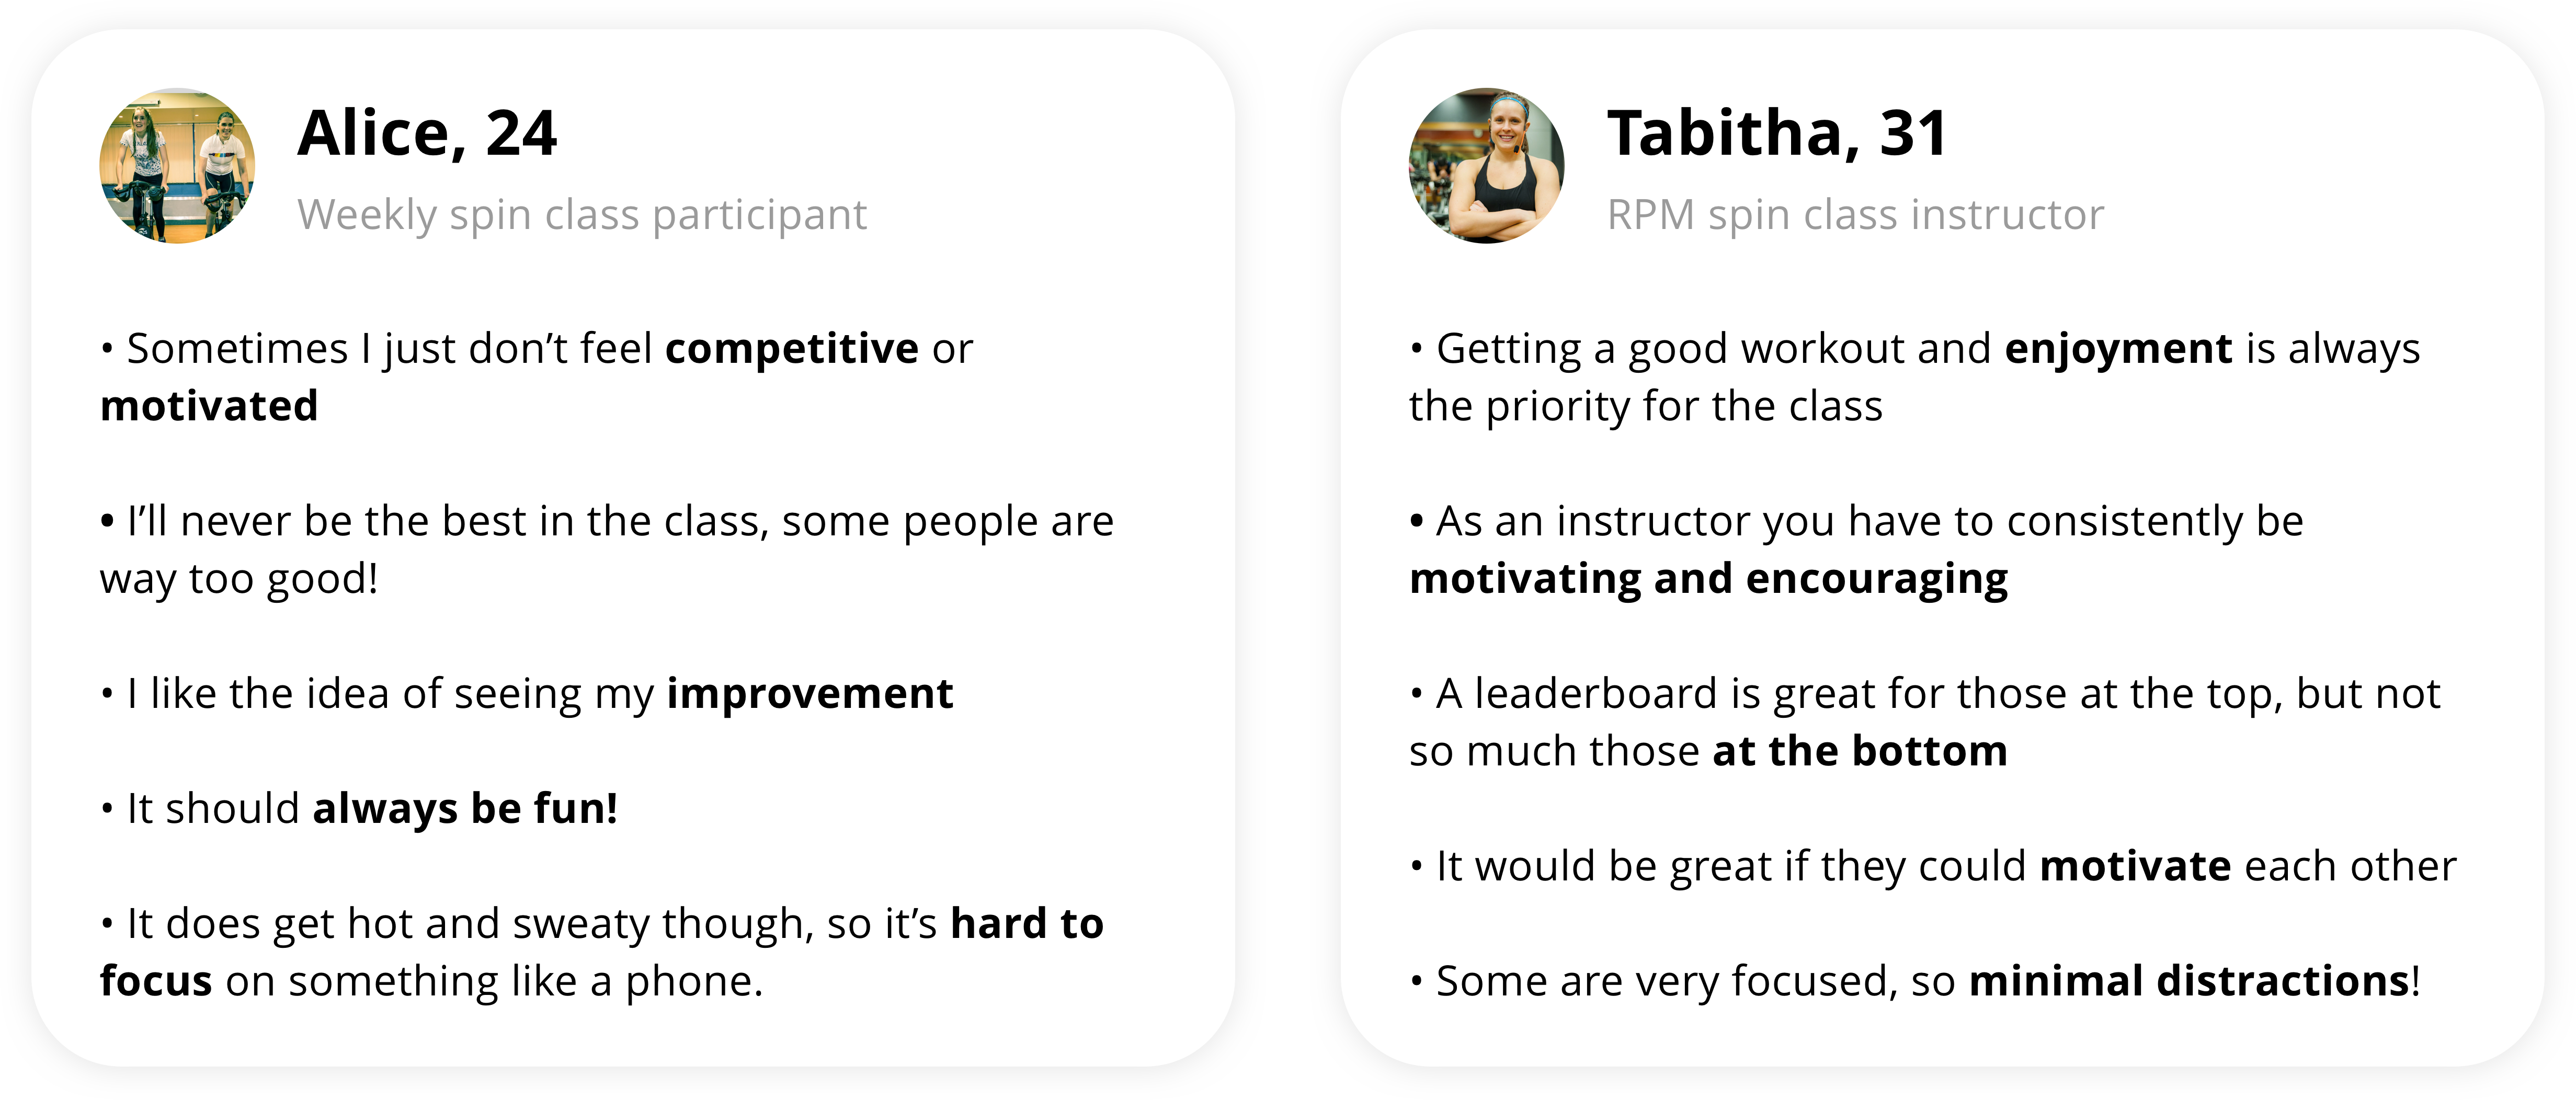 Alice, 24
Weekly spin class participant
• Sometimes I just don’t feel competitive or
motivated
• I’ll never be the best in the class, some people are
way too good!
• I like the idea of seeing my improvement
• It should always be fun!
• It does get hot and sweaty though, so it’s hard to
focus on something like a phone.
Tabitha, 31
RPM spin class instructor
• Getting a good workout and enjoyment is always
the priority for the class
• As an instructor you have to consistently be
motivating and encouraging
• A leaderboard is great for those at the top, but not
so much those at the bottom
• It would be great if they could motivate each other
• Some are very focused, so minimal distractions!